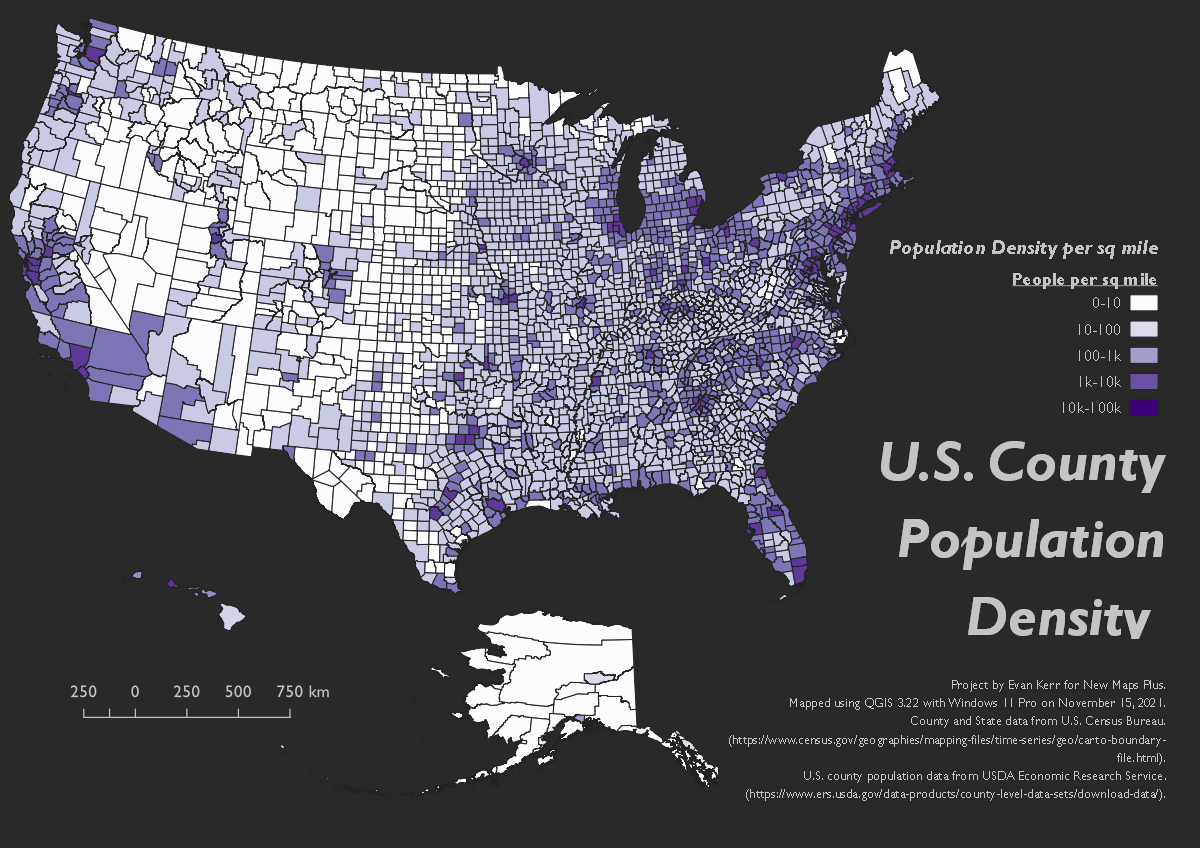 Population Density per sq mile
People per sq mile
0-10
10-100
100-1k
1k-10k
10k-100k
U.S. County
Population
Density
250 0 250 500 750 km
Project by Evan Kerr for New Maps Plus.
Mapped using QGIS 3.22 with Windows 11 Pro on November 15, 2021.
County and State data from U.S. Census Bureau.
(https://www.census.gov/geographies/mapping-files/time-series/geo/carto-boundary-
file.html).
U.S. county population data from USDA Economic Research Service.
(https://www.ers.usda.gov/data-products/county-level-data-sets/download-data/).